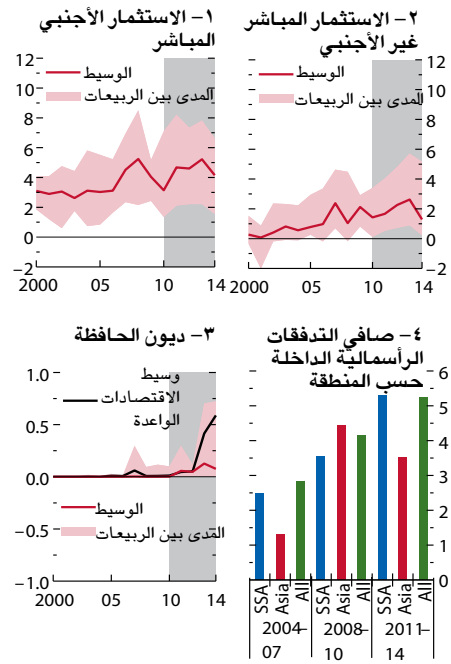 ١– الاستثمار الأجنبي
المباشر
12
10
8
6
4
2
0
–2
الوسيط
المدى بين الربيعات
2000 05 10 14
٢– الاستثمار المباشر
غير الأجنبي
12
10
8
6
4
2
0
–2
الوسيط
المدى بين الربيعات
2000 05 10 14
٣– ديون الحافظة
1.0
0.5
0.0
–0.5
–1.0
وسيط
الاقتصادات
الواعدة
الوسيط
المدى بين الربيعات
2000 05 10 14
٤– صافي التدفقات
الرأسمالية الداخلة
حسب المنطقة
6
5
4
3
2
1
0
SSA Asia All SSA Asia All SSA Asia All
2004– 2008– 2011–
07 10 14